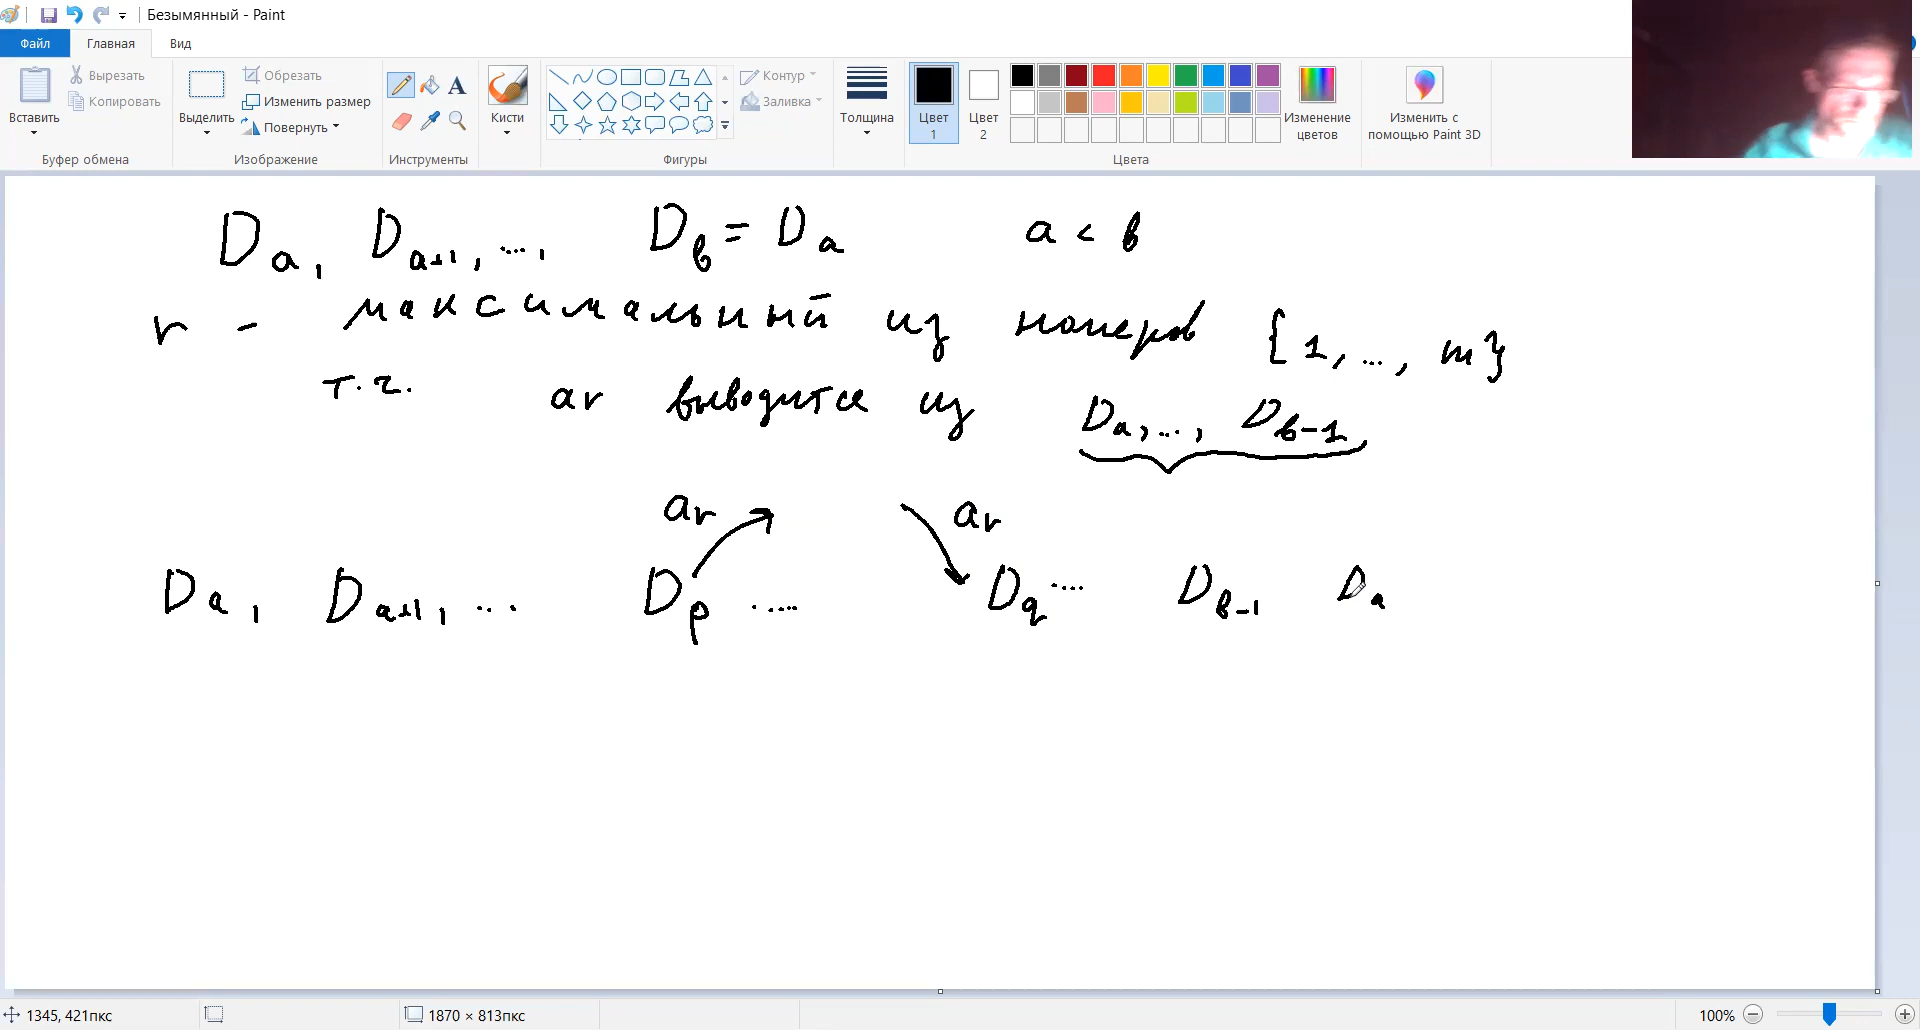 Безымянный - Paint
Файл Главная Вид
Вставить
Вырезать
Копировать
Буфер обмена
Выделить
Обрезать
Изменить размер
Повернуть
Изображение
A
Инструменты
Кисти
Контур
Заливка
Фигуры
Толщина
Цвет 1
Цвет 2
Изменение цветов
Цвета
Изменить с помощью Paint 3D
D_a, D_{a+1}, ..., D_в = D_a a < в
r - максимальный из номеров {1, ..., m}
т.ч. a_r выводится из D_a, ..., D_{в-1}
a_r a_r
D_a, D_{a+1}, ... D_p .... D_q .... D_{в-1} D_a
1345, 421пкс 1870 × 813пкс 100%